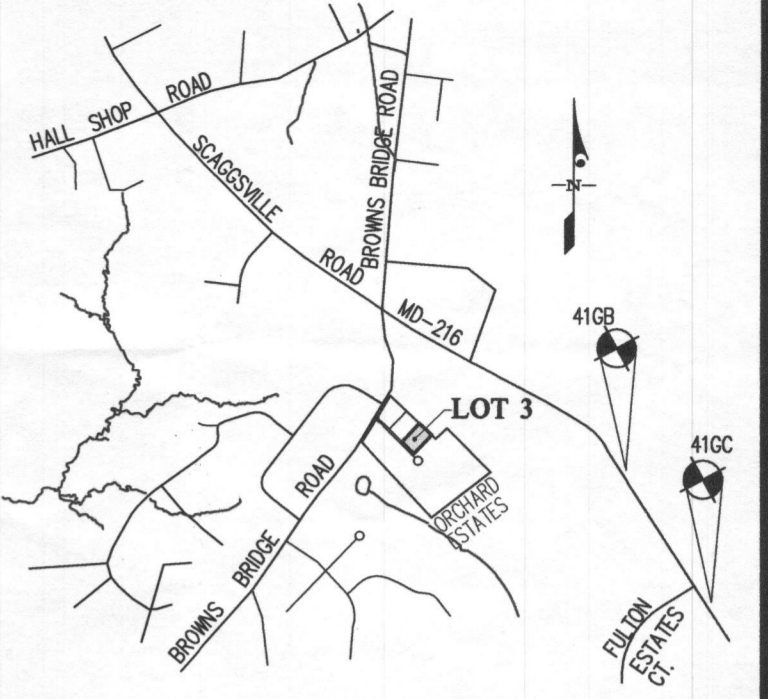 HALL SHOP ROAD
SCAGGSVILLE ROAD
MD-216
BROWNS BRIDGE ROAD
N
41GB
LOT 3
41GC
ORCHARD
ESTATES
BROWNS BRIDGE ROAD
FULTON
ESTATES
CT.